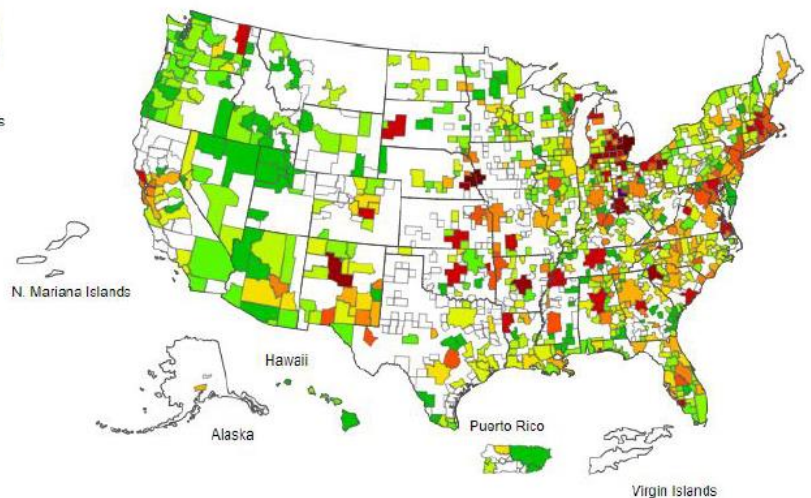 s
N. Mariana Islands
Hawaii
Alaska
Puerto Rico
Virgin Islands